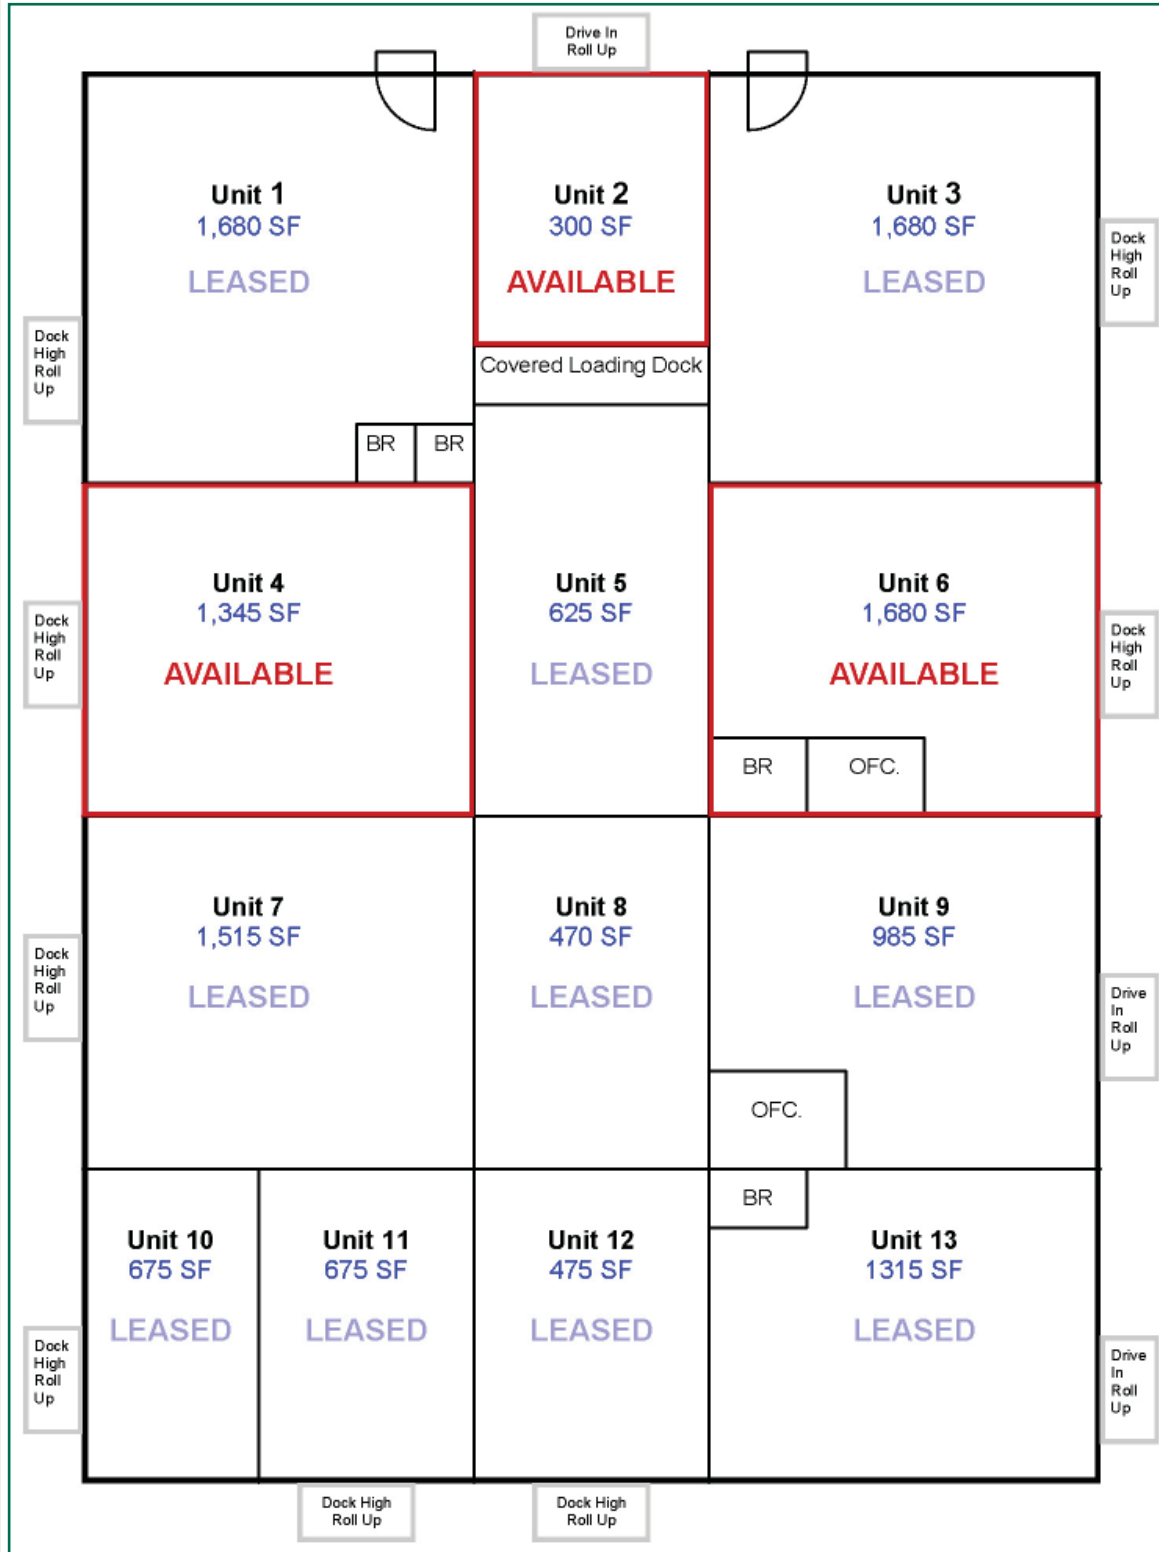 Drive In
Roll Up
Unit 1
1,680 SF
LEASED
Unit 2
300 SF
AVAILABLE
Unit 3
1,680 SF
LEASED
Dock
High
Roll
Up
Dock
High
Roll
Up
Covered Loading Dock
BR
BR
Unit 4
1,345 SF
AVAILABLE
Unit 5
625 SF
LEASED
Unit 6
1,680 SF
AVAILABLE
Dock
High
Roll
Up
Dock
High
Roll
Up
BR
OFC.
Unit 7
1,515 SF
LEASED
Unit 8
470 SF
LEASED
Unit 9
985 SF
LEASED
Dock
High
Roll
Up
Drive
In
Roll
Up
OFC.
BR
Unit 10
675 SF
LEASED
Unit 11
675 SF
LEASED
Unit 12
475 SF
LEASED
Unit 13
1315 SF
LEASED
Dock
High
Roll
Up
Drive
In
Roll
Up
Dock High
Roll Up
Dock High
Roll Up